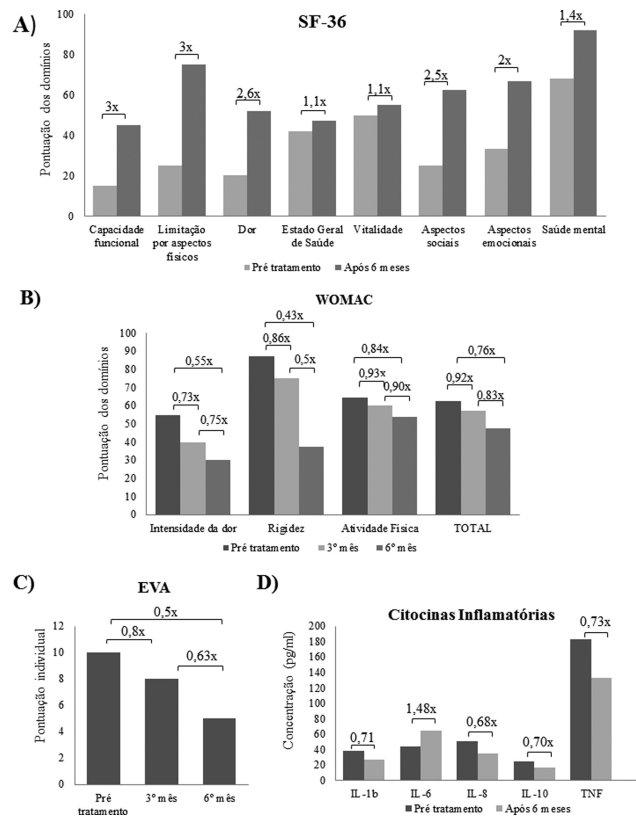 A)
SF-36
Pontuação dos domínios
100
80
60
40
20
0
3x
3x
2,6x
1,1x
1,1x
2,5x
2x
1,4x
Capacidade
funcional
Limitação
por aspectos
físicos
Dor
Estado Geral
de Saúde
Vitalidade
Aspectos
sociais
Aspectos
emocionais
Saúde mental
Pré tratamento
Após 6 meses
B)
WOMAC
Pontuação dos domínios
100
90
80
70
60
50
40
30
20
10
0
0,55x
0,73x
0,75x
0,43x
0,86x
0,5x
0,84x
0,93x
0,90x
0,76x
0,92x
0,83x
Intensidade da dor
Rigidez
Atividade Física
TOTAL
Pré tratamento
3º mês
6º mês
C)
EVA
Pontuação individual
12
10
8
6
4
2
0
0,5x
0,8x
0,63x
Pré
tratamento
3º mês
6º mês
D)
Citocinas Inflamatórias
Concentração (pg/ml)
200
180
160
140
120
100
80
60
40
20
0
0,71
1,48x
0,68x
0,70x
0,73x
IL-1b
IL-6
IL-8
IL-10
TNF
Pré tratamento
Após 6 meses